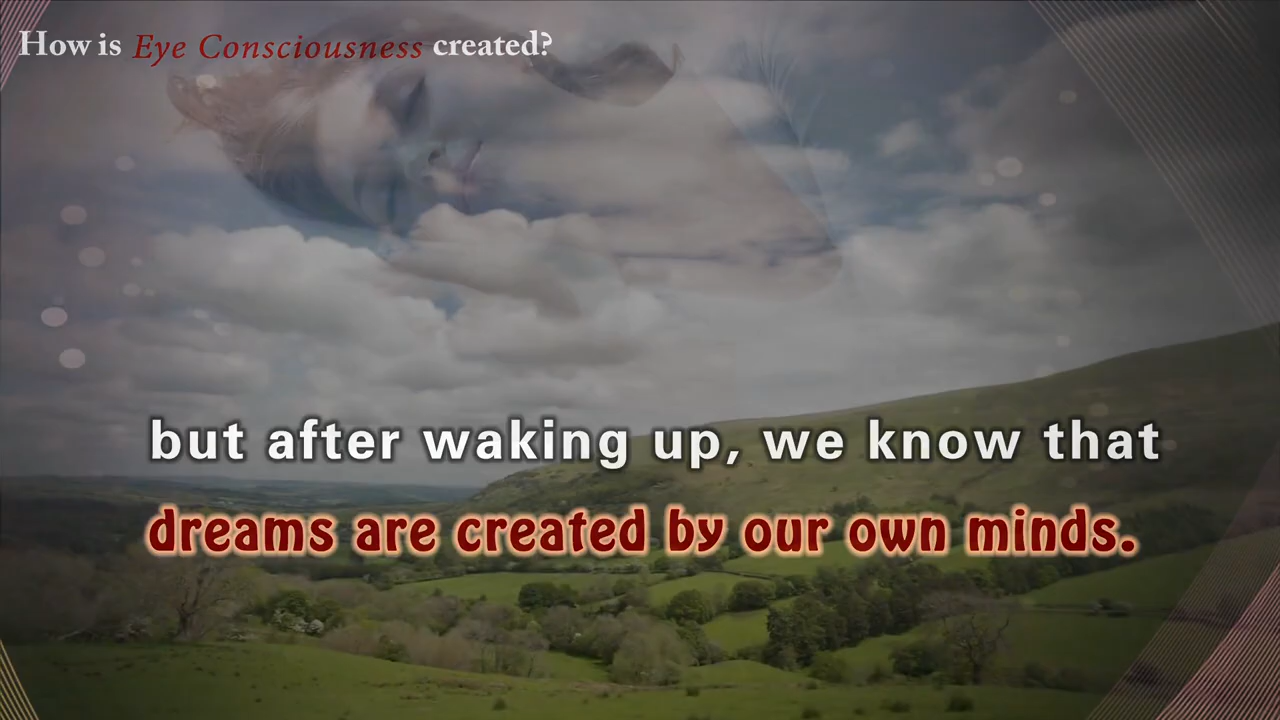 How is Eye Consciousness created?
but after waking up, we know that
dreams are created by our own minds.